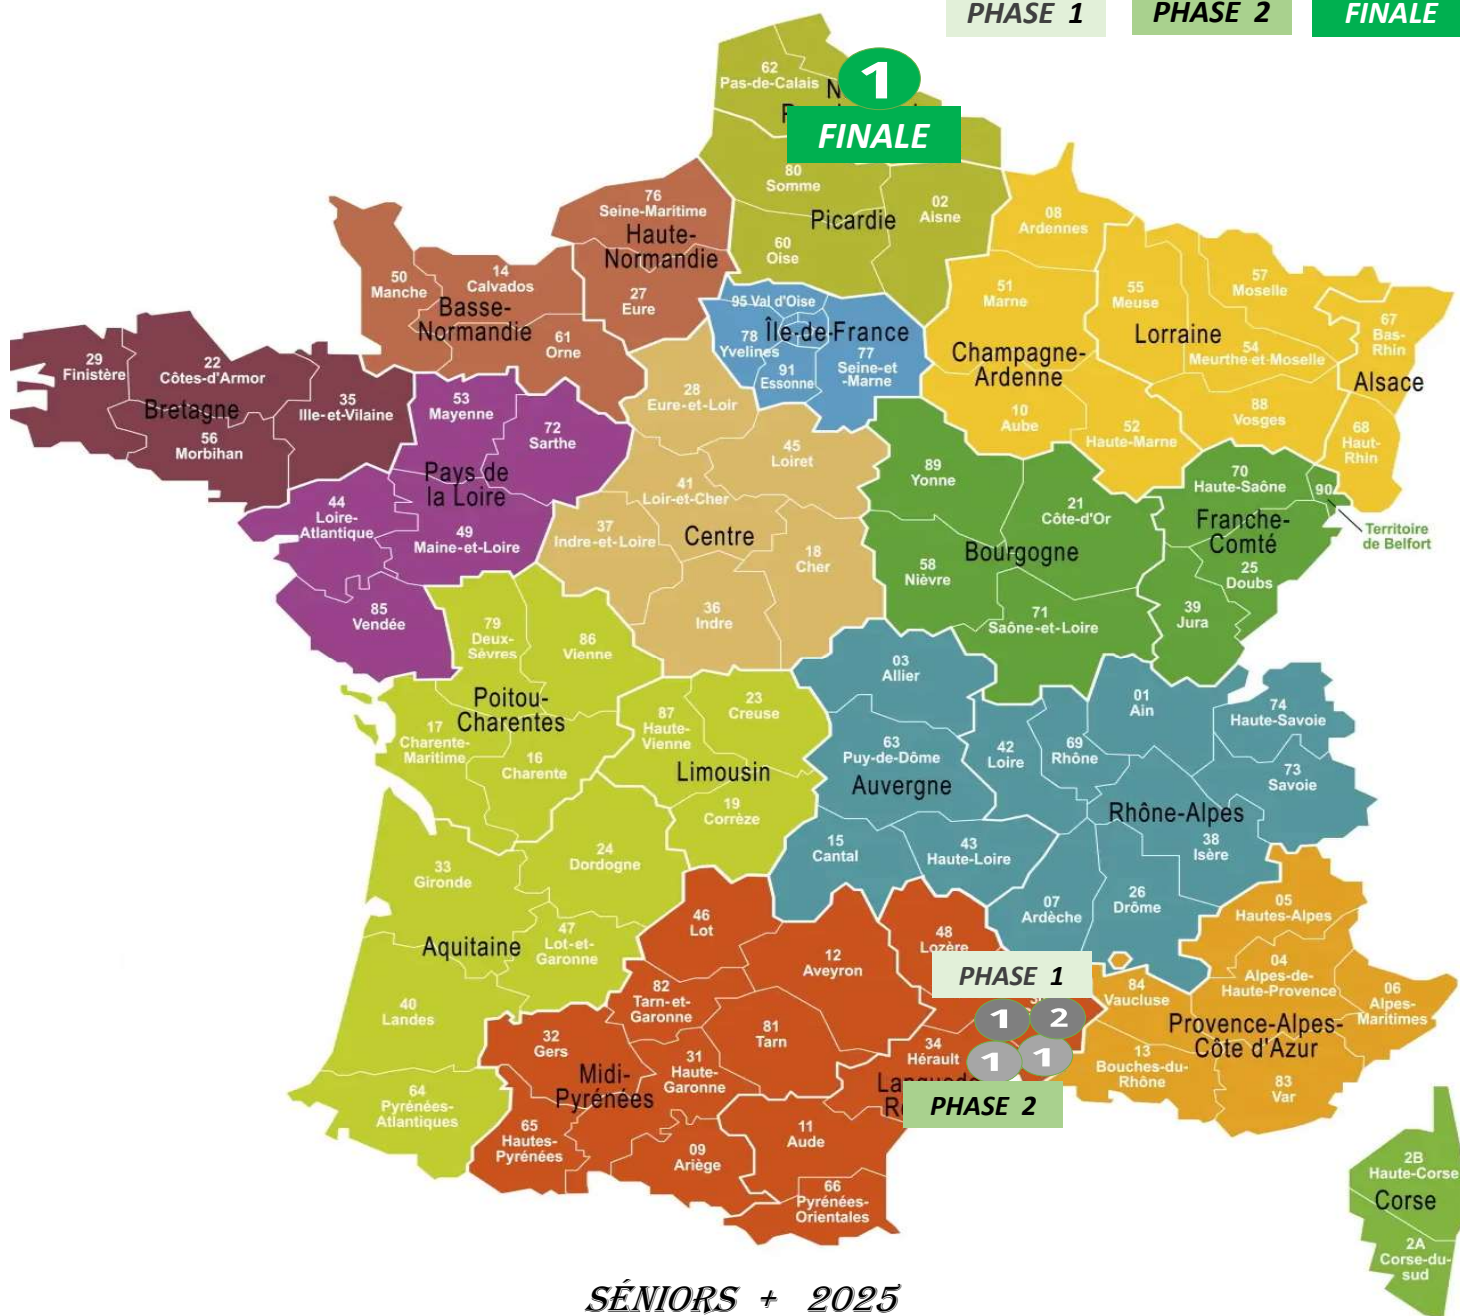 PHASE 1
PHASE 2
FINALE
62
Pas-de-Calais
1
FINALE
80
Somme
02
Aisne
Picardie
60
Oise
76
Seine-Maritime
Haute-
Normandie
27
Eure
08
Ardennes
51
Marne
55
Meuse
57
Moselle
67
Bas-
Rhin
Lorraine
54
Meurthe et-Moselle
Champagne-
Ardenne
Alsace
10
Aube
52
Haute-Marne
88
Vosges
68
Haut-
Rhin
50
Manche
14
Calvados
Basse-
Normandie
61
Orne
95 Val d'Oise
Île-de-France
78
Yvelines
91
Essonne
77
Seine-et
-Marne
29
Finistère
22
Côtes-d'Armor
Bretagne
35
Ille-et-Vilaine
56
Morbihan
53
Mayenne
72
Sarthe
Pays de
la Loire
44
Loire-
Atlantique
49
Maine-et-Loire
85
Vendée
28
Eure-et-Loir
45
Loiret
41
Loir-et-Cher
37
Indre-et-Loire
Centre
18
Cher
36
Indre
89
Yonne
21
Côte-d'Or
Bourgogne
58
Nièvre
71
Saône-et-Loire
70
Haute-Saône
90
Territoire
de Belfort
Franche-
Comté
25
Doubs
39
Jura
79
Deux-
Sèvres
86
Vienne
Poitou-
Charentes
17
Charente-
Maritime
16
Charente
87
Haute-
Vienne
23
Creuse
Limousin
19
Corrèze
03
Allier
63
Puy-de-Dôme
Auvergne
15
Cantal
43
Haute-Loire
42
Loire
69
Rhône
01
Ain
74
Haute-Savoie
73
Savoie
Rhône-Alpes
38
Isère
07
Ardèche
26
Drôme
33
Gironde
24
Dordogne
47
Lot-et-
Garonne
Aquitaine
40
Landes
64
Pyrénées-
Atlantiques
46
Lot
12
Aveyron
48
Lozère
82
Tarn-et-
Garonne
81
Tarn
32
Gers
31
Haute-
Garonne
Midi-
Pyrénées
65
Hautes-
Pyrénées
09
Ariège
34
Hérault
11
Aude
66
Pyrénées-
Orientales
PHASE 1
1 2
1 1
PHASE 2
05
Hautes-Alpes
04
Alpes-de-
Haute-Provence
06
Alpes-
Maritimes
84
Vaucluse
Provence-Alpes-
Côte d'Azur
13
Bouches-du-
Rhône
83
Var
2B
Haute-Corse
Corse
2A
Corse-du-
sud
SÉNIORS + 2025